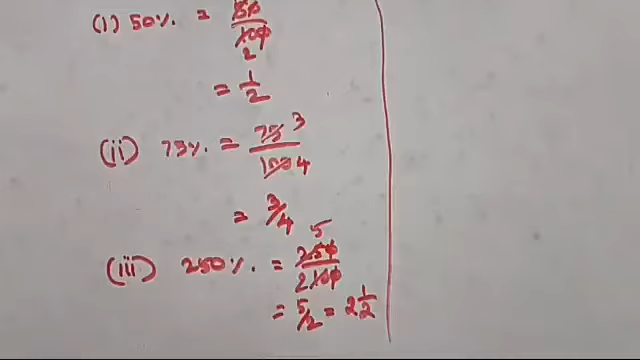 (i) 50% = 50/100 2
= 1/2
(ii) 75% = 75 3/100 4
= 3/4
(iii) 250% = 5 250/2 100
= 5/2 = 2 1/2